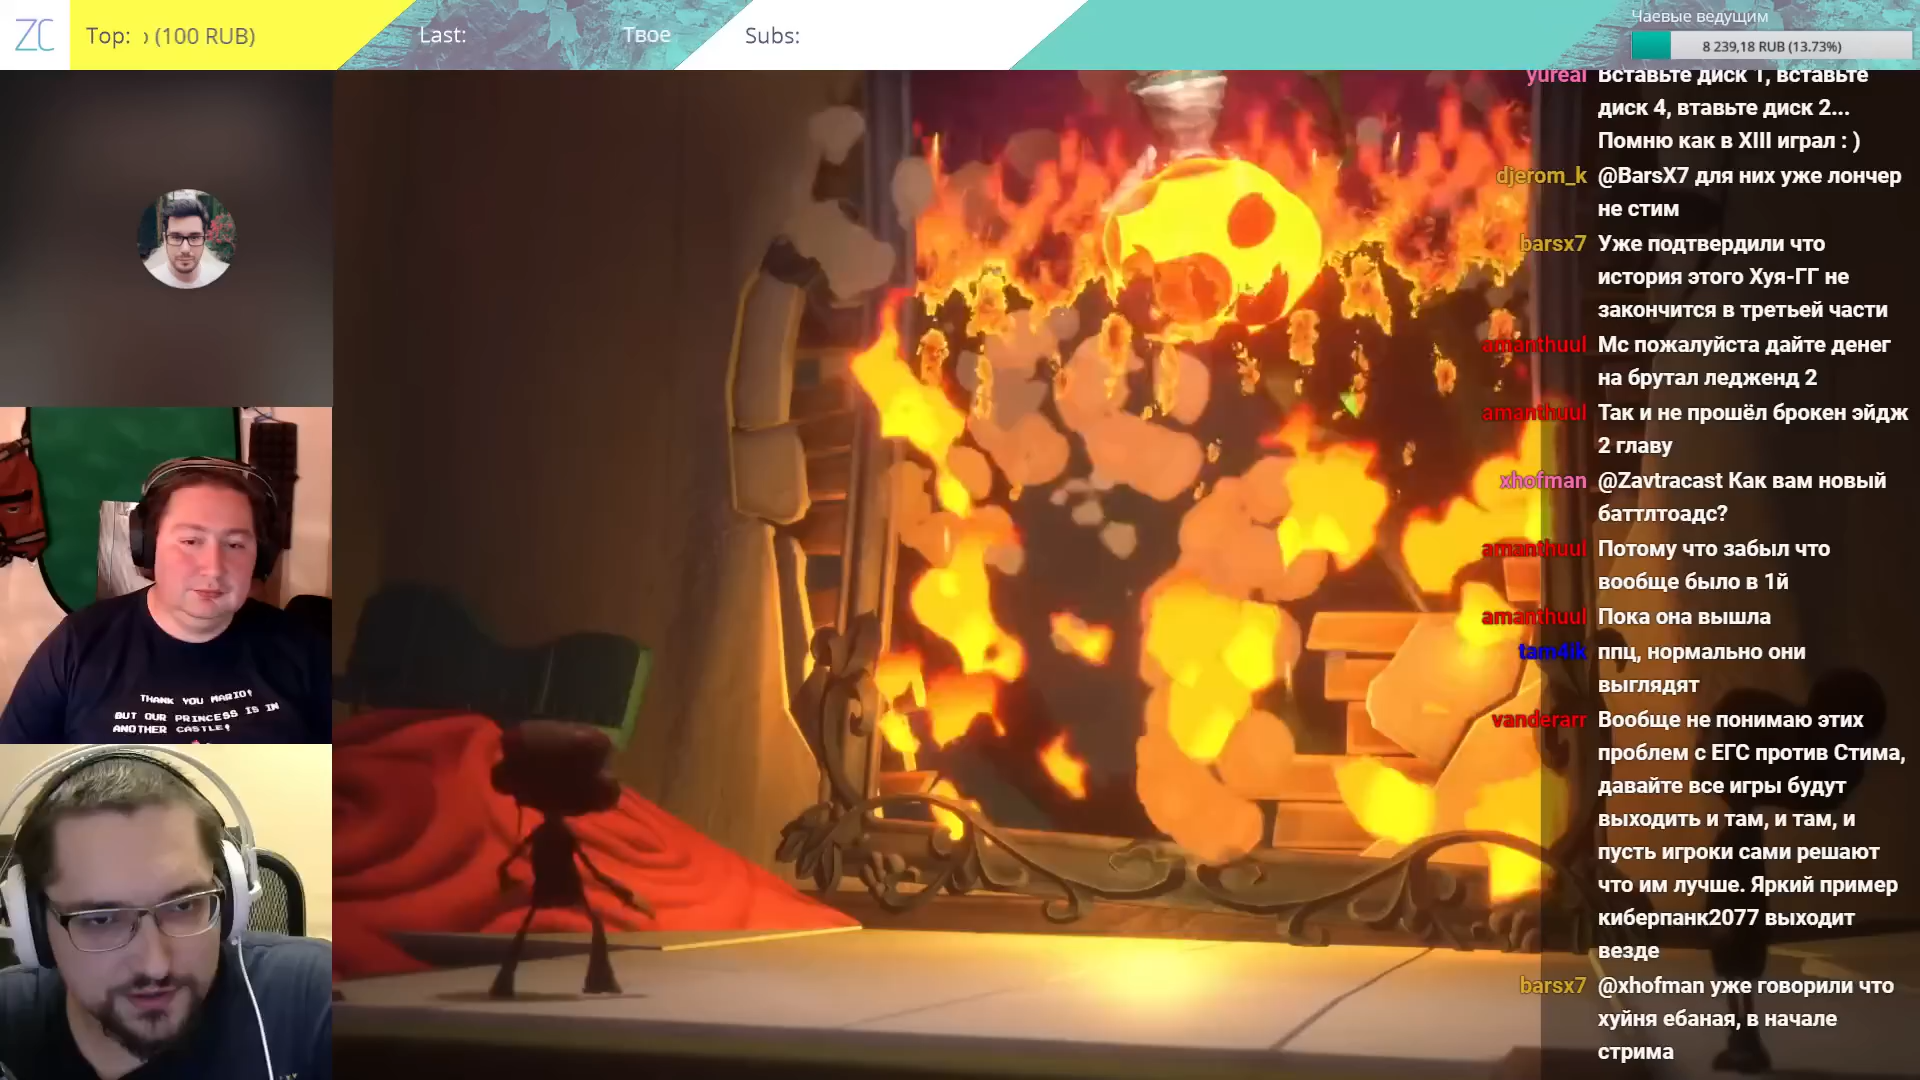 ZC
Top: (100 RUB)
Last:
Твое
Subs:
Чаевые ведущим
8 239,18 RUB (13.73%)
yureal Вставьте диск 1, вставьте
диск 4, втавьте диск 2...
Помню как в XIII играл : )
djerom_k @BarsX7 для них уже лончер
не стим
barsx7 Уже подтвердили что
история этого Хуя-ГГ не
закончится в третьей части
amanthuul Мс пожалуйста дайте денег
на брутал ледженд 2
amanthuul Так и не прошёл брокен эйдж
2 главу
xhofman @Zavtracast Как вам новый
баттлтоадс?
amanthuul Потому что забыл что
вообще было в 1й
amanthuul Пока она вышла
tam4ik ппц, нормально они
выглядят
vanderarr Вообще не понимаю этих
проблем с ЕГС против Стима,
давайте все игры будут
выходить и там, и там, и
пусть игроки сами решают
что им лучше. Яркий пример
киберпанк2077 выходит
везде
barsx7 @xhofman уже говорили что
хуйня ебаная, в начале
стрима
THANK YOU MARIO!
BUT OUR PRINCESS IS IN
ANOTHER CASTLE!